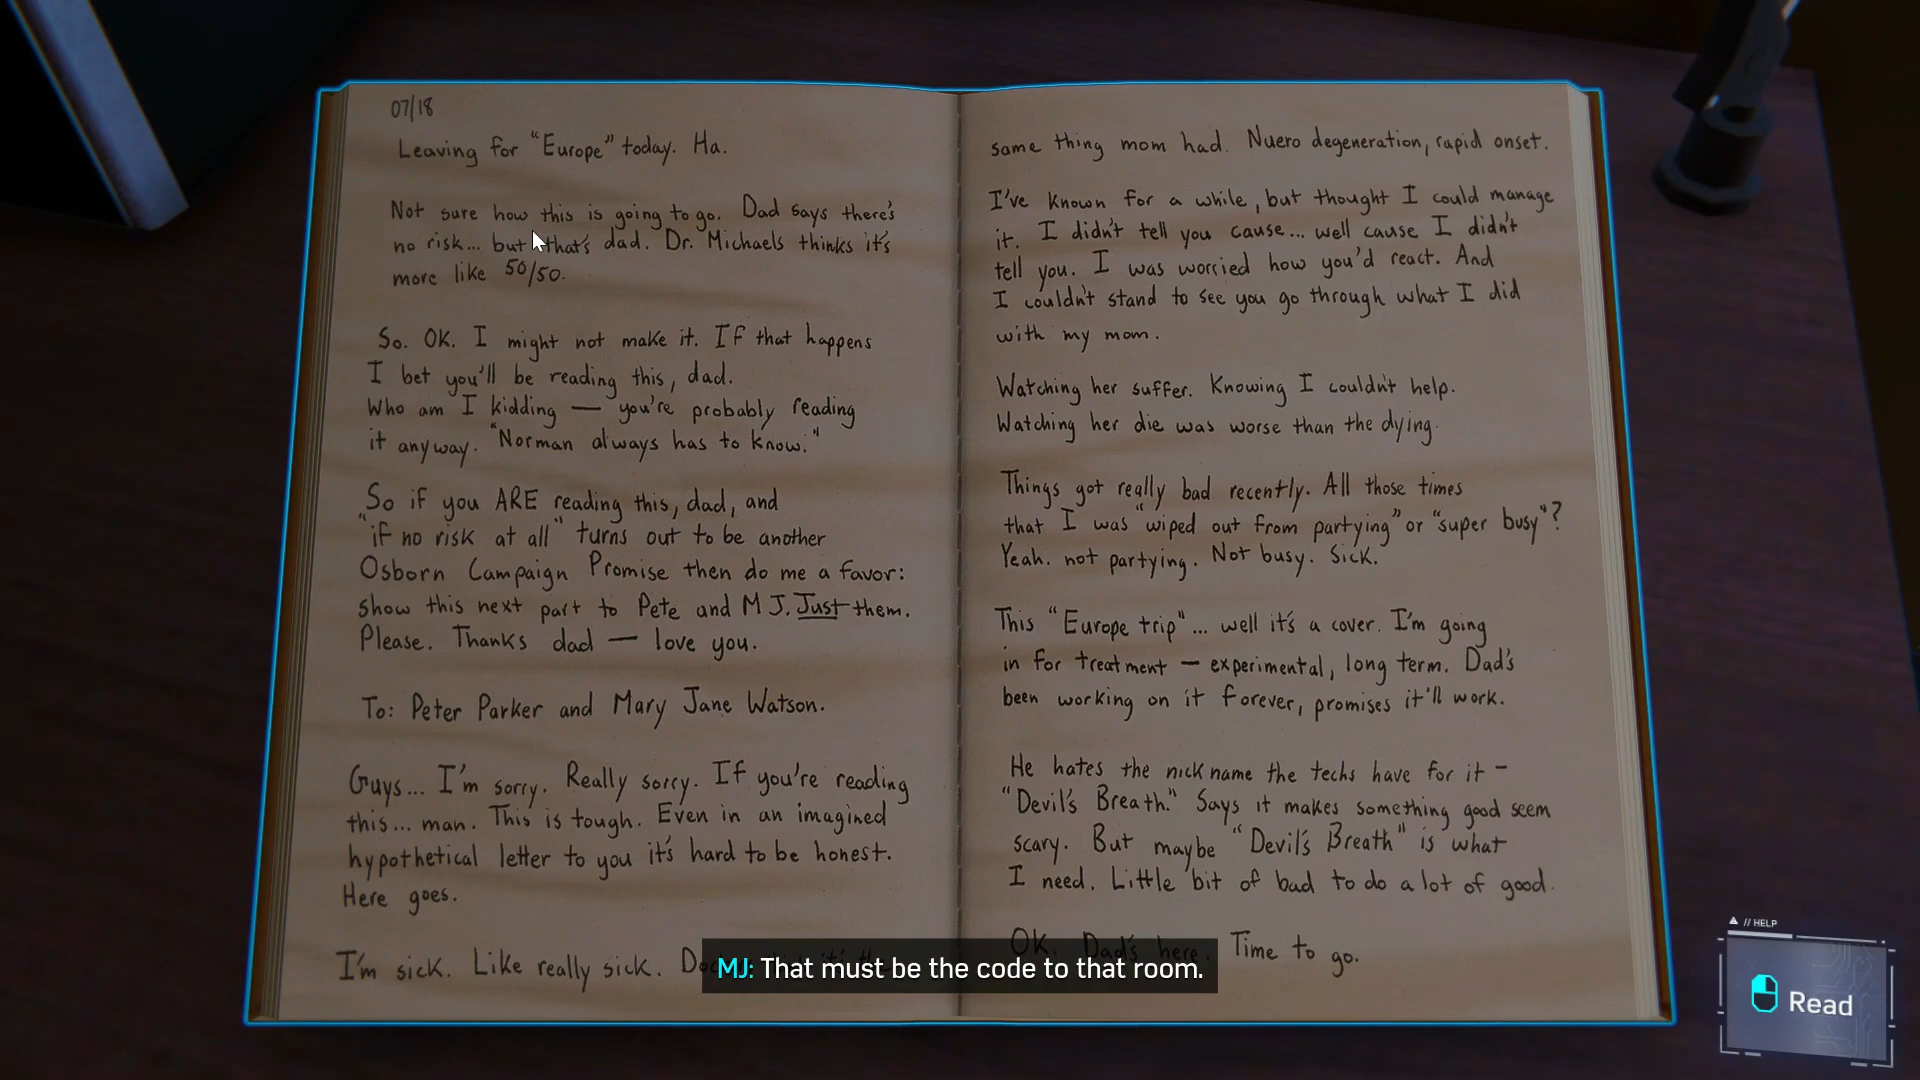 07/18
Leaving for "Europe" today. Ha.
Not sure how this is going to go. Dad says there's
no risk... but that's dad. Dr. Michaels thinks it's
more like 50/50.
So. OK. I might not make it. If that happens
I bet you'll be reading this, dad.
Who am I kidding — you're probably reading
it anyway. "Norman always has to know."
So if you ARE reading this, dad, and
"if no risk at all" turns out to be another
Osborn Campaign Promise then do me a favor:
show this next part to Pete and MJ. Just them.
Please. Thanks dad — love you.
To: Peter Parker and Mary Jane Watson.
Guys... I'm sorry. Really sorry. If you're reading
this... man. This is tough. Even in an imagined
hypothetical letter to you it's hard to be honest.
Here goes.
I'm sick. Like really sick.
same thing mom had. Nuero degeneration, rapid onset.
I've known for a while, but thought I could manage
it. I didn't tell you cause... well cause I didn't
tell you. I was worried how you'd react. And
I couldn't stand to see you go through what I did
with my mom.
Watching her suffer. Knowing I couldn't help.
Watching her die was worse than the dying.
Things got really bad recently. All those times
that I was "wiped out from partying" or "super busy"?
Yeah. not partying. Not busy. Sick.
This "Europe trip"... well it's a cover. I'm going
in for treatment — experimental, long term. Dad's
been working on it forever, promises it'll work.
He hates the nickname the techs have for it -
"Devil's Breath." Says it makes something good seem
scary. But maybe "Devil's Breath" is what
I need. Little bit of bad to do a lot of good.
OK. Dad's here. Time to go.
MJ: That must be the code to that room.
// HELP
Read